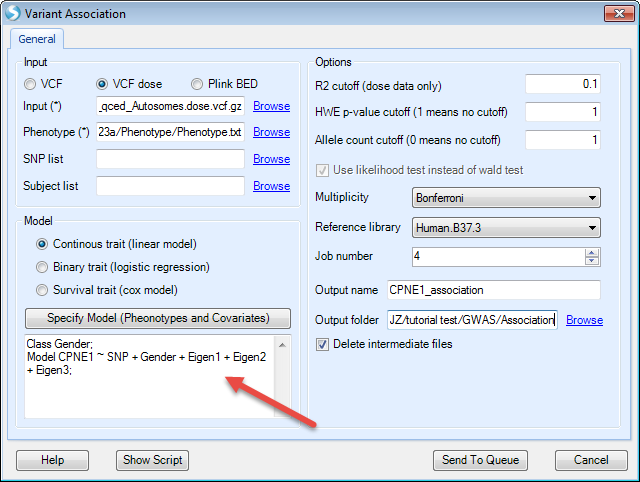 Variant Association
General
Input
VCF
VCF dose
Plink BED
Input (*)
_qced_Autosomes.dose.vcf.gz
Browse
Phenotype (*)
23a/Phenotype/Phenotype.txt
Browse
SNP list
Browse
Subject list
Browse
Model
Continous trait (linear model)
Binary trait (logistic regression)
Survival trait (cox model)
Specify Model (Pheonotypes and Covariates)
Class Gender;
Model CPNE1 ~ SNP + Gender + Eigen1 + Eigen2
+ Eigen3;
Options
R2 cutoff (dose data only)
0.1
HWE p-value cutoff (1 means no cutoff)
1
Allele count cutoff (0 means no cutoff)
1
Use likelihood test instead of wald test
Multiplicity
Bonferroni
Reference library
Human.B37.3
Job number
4
Output name
CPNE1_association
Output folder
JZ/tutorial test/GWAS/Association
Browse
Delete intermediate files
Help
Show Script
Send To Queue
Cancel